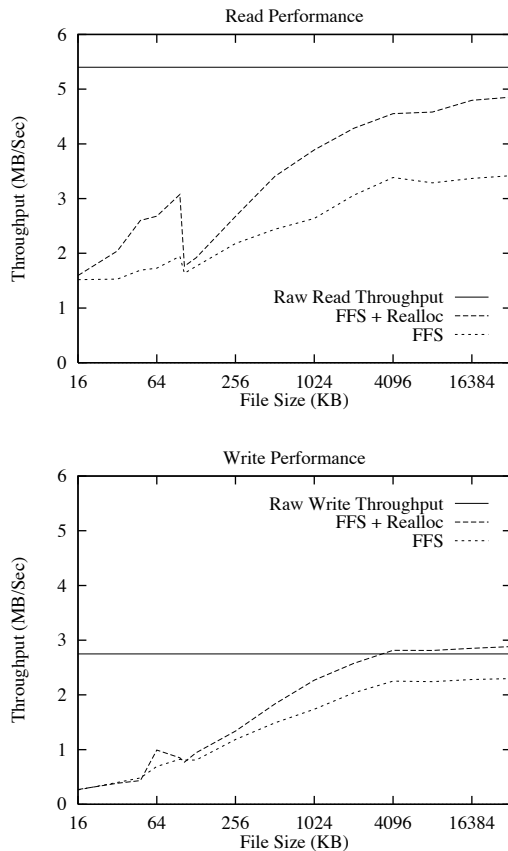 Read Performance
6
5
4
3
2
1
0
Throughput (MB/Sec)
Raw Read Throughput
FFS + Realloc
FFS
16 64 256 1024 4096 16384
File Size (KB)
Write Performance
6
5
4
3
2
1
0
Throughput (MB/Sec)
Raw Write Throughput
FFS + Realloc
FFS
16 64 256 1024 4096 16384
File Size (KB)